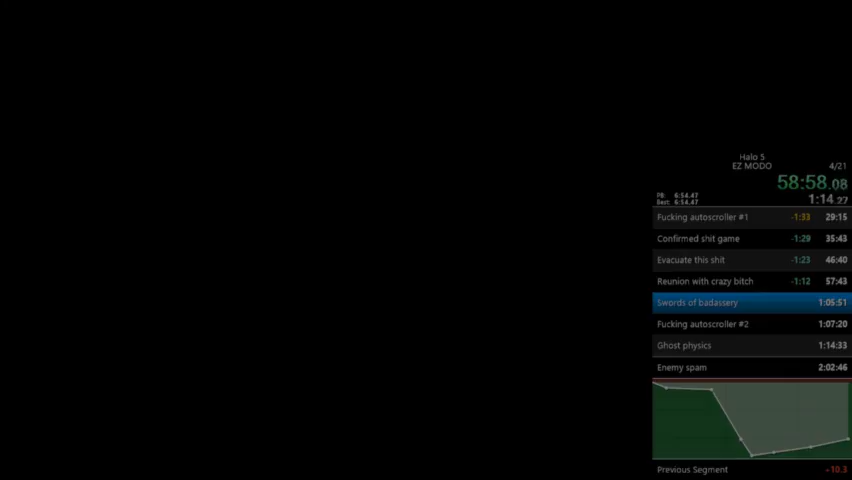 Halo 5
EZ MODO 4/21
58:58.08
PB: 6:54.47
Best: 6:54.47
1:14.27
Fucking autoscroller #1 -1:33 29:15
Confirmed shit game -1:29 35:43
Evacuate this shit -1:23 46:40
Reunion with crazy bitch -1:12 57:43
Swords of badassery 1:05:51
Fucking autoscroller #2 1:07:20
Ghost physics 1:14:33
Enemy spam 2:02:46
Previous Segment -10.3